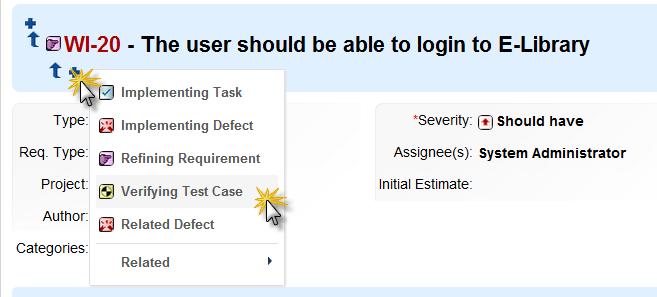 WI-20 - The user should be able to login to E-Library
Implementing Task
Type:
Implementing Defect
*Severity: Should have
Req. Type:
Refining Requirement
Assignee(s): System Administrator
Project:
Verifying Test Case
Initial Estimate:
Author:
Related Defect
Categories:
Related